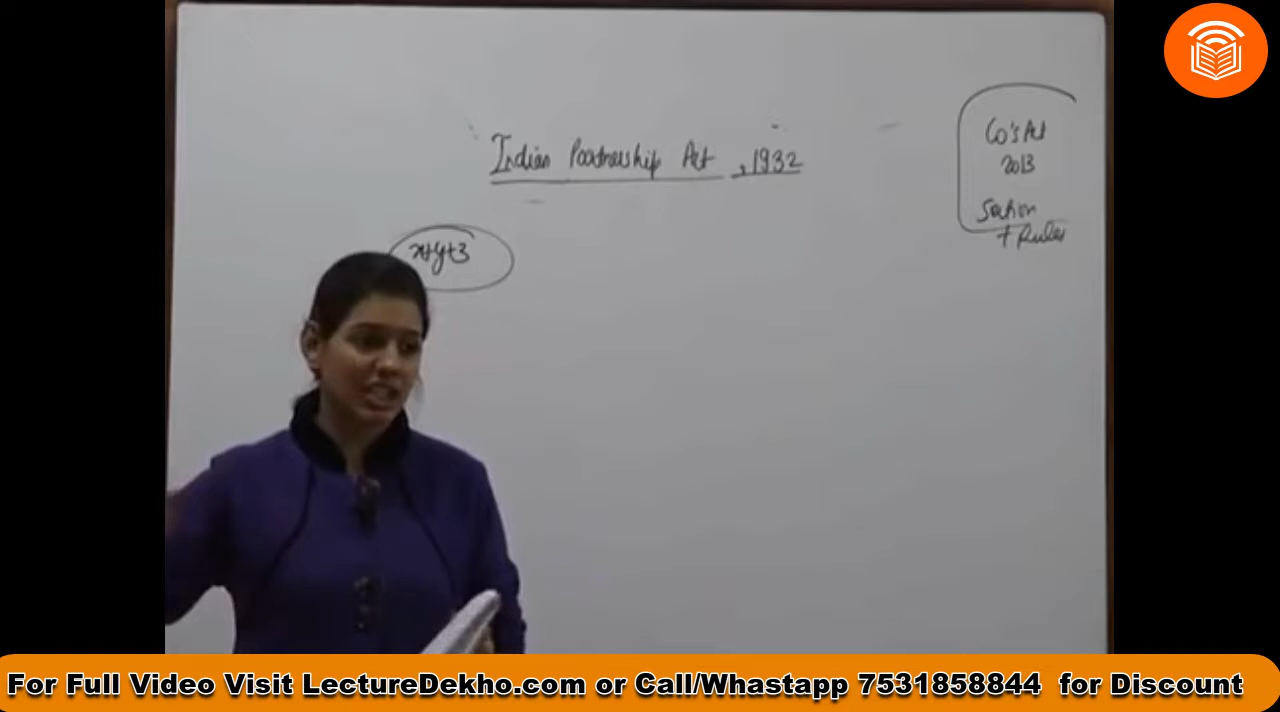 Indian Partnership Act, 1932
Co's Act
2013
Section
+ Rules
x+y+z
For Full Video Visit LectureDekho.com or Call/Whastapp 7531858844 for Discount